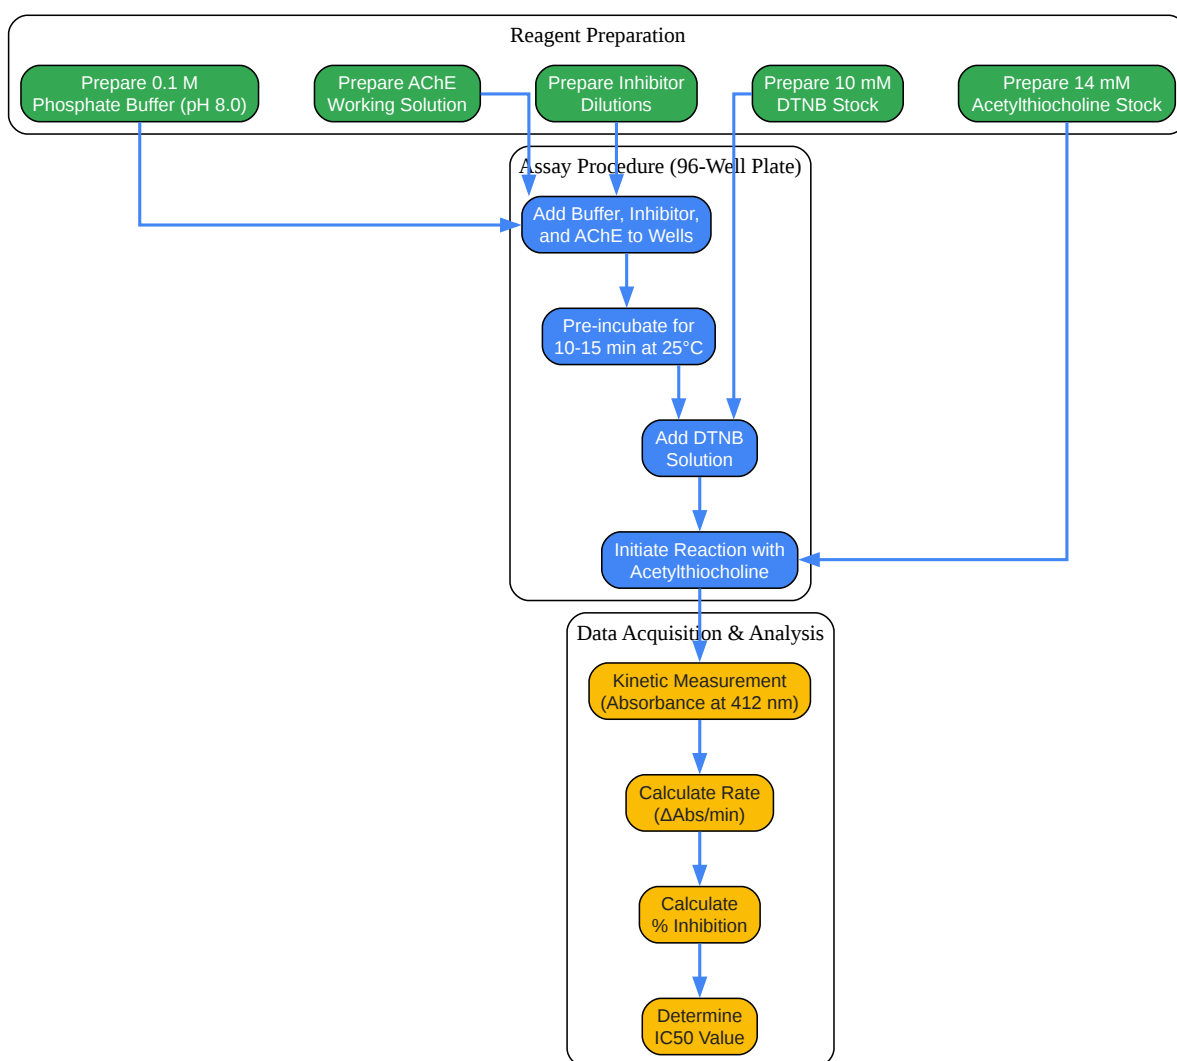 Reagent Preparation
Prepare 0.1 M
Phosphate Buffer (pH 8.0)
Prepare AChE
Working Solution
Prepare Inhibitor
Dilutions
Prepare 10 mM
DTNB Stock
Prepare 14 mM
Acetylthiocholine Stock
Assay Procedure (96-Well Plate)
Add Buffer, Inhibitor,
and AChE to Wells
Pre-incubate for
10-15 min at 25°C
Add DTNB
Solution
Initiate Reaction with
Acetylthiocholine
Data Acquisition & Analysis
Kinetic Measurement
(Absorbance at 412 nm)
Calculate Rate
(ΔAbs/min)
Calculate
% Inhibition
Determine
IC50 Value